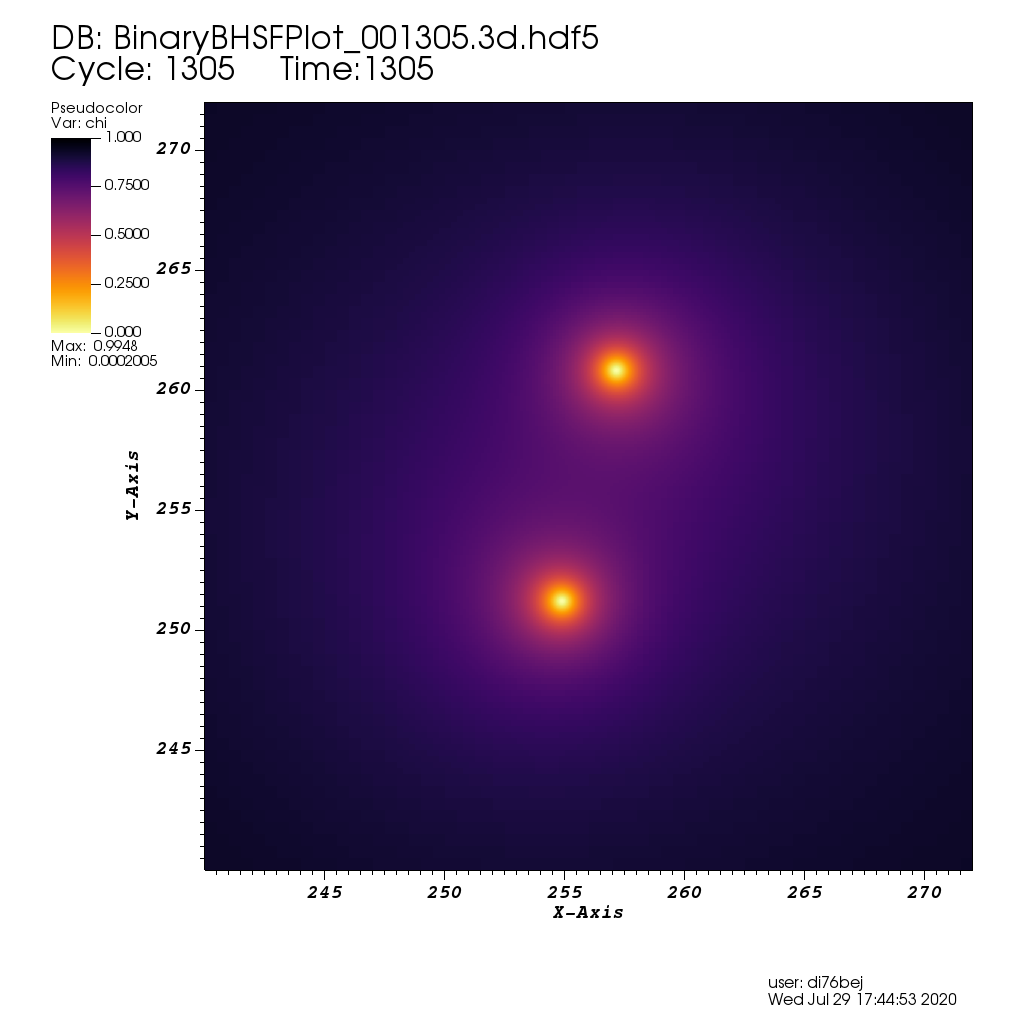 DB: BinaryBHSFPlot_001305.3d.hdf5
Cycle: 1305 Time:1305
Pseudocolor
Var: chi
1.000
0.7500
0.5000
0.2500
0.000
Max: 0.9948
Min: 0.0002005
270
265
260
255
250
245
Y-Axis
245 250 255 260 265 270
X-Axis
user: di76bej
Wed Jul 29 17:44:53 2020